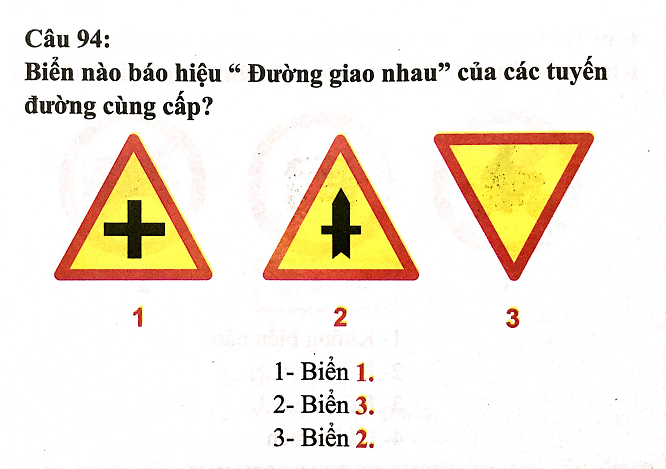 Câu 94:
Biển nào báo hiệu “ Đường giao nhau” của các tuyến
đường cùng cấp?
1 2 3
1- Biển 1.
2- Biển 3.
3- Biển 2.